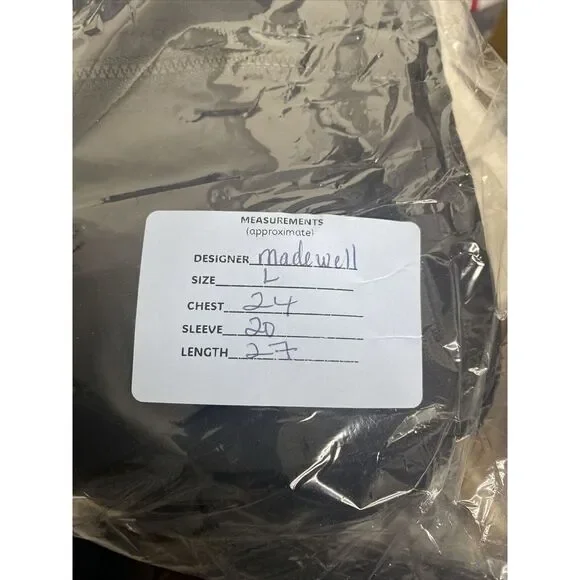 MEASUREMENTS
(approximate)
DESIGNER madewell
SIZE L
CHEST 24
SLEEVE 20
LENGTH 27